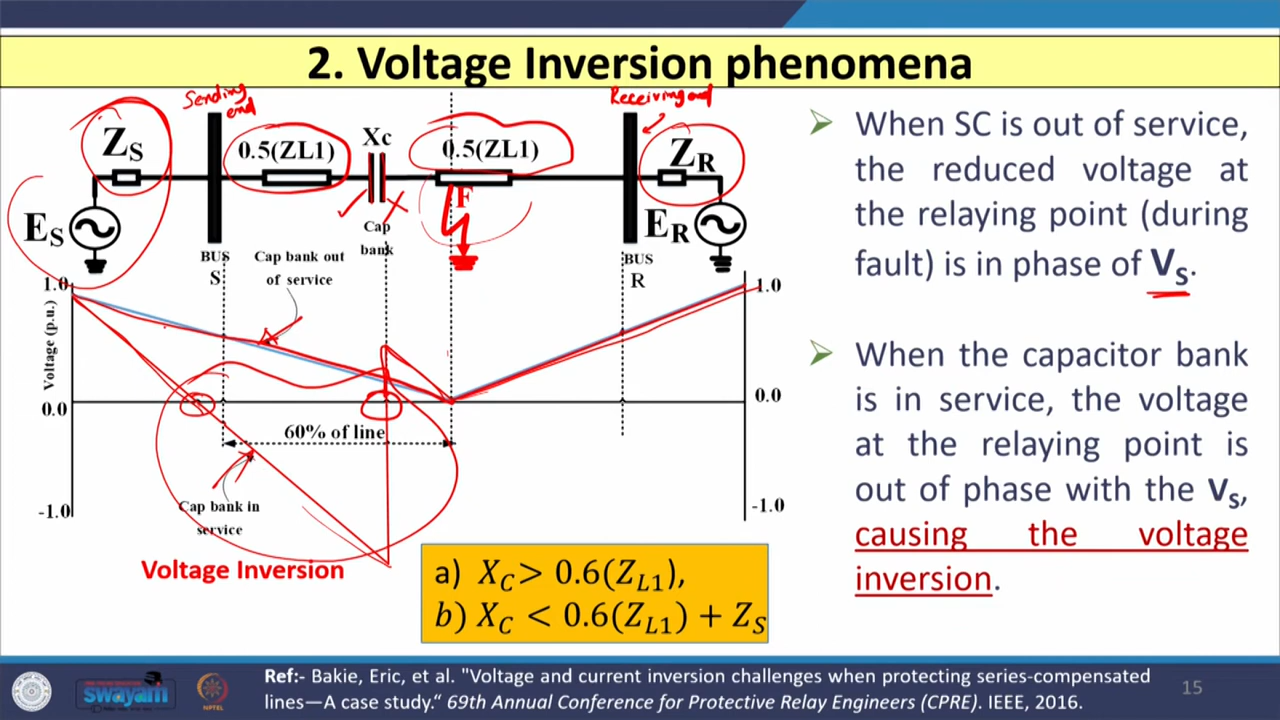 2. Voltage Inversion phenomena
Sending
end
Receiving end
ZS
0.5(ZL1)
Xc
0.5(ZL1)
ZR
ES
F
ER
Cap
bank
BUS
S
Cap bank out
of service
BUS
R
1.0
1.0
Voltage (p.u.)
0.0
0.0
60% of line
-1.0
-1.0
Cap bank in
service
Voltage Inversion
a) XC> 0.6(ZL1),
b) XC < 0.6(ZL1) + ZS
➢ When SC is out of service,
the reduced voltage at
the relaying point (during
fault) is in phase of VS.
➢ When the capacitor bank
is in service, the voltage
at the relaying point is
out of phase with the VS,
causing the voltage
inversion.
Ref:- Bakie, Eric, et al. "Voltage and current inversion challenges when protecting series-compensated
lines—A case study.“ 69th Annual Conference for Protective Relay Engineers (CPRE). IEEE, 2016.
15
swayam
NPTEL